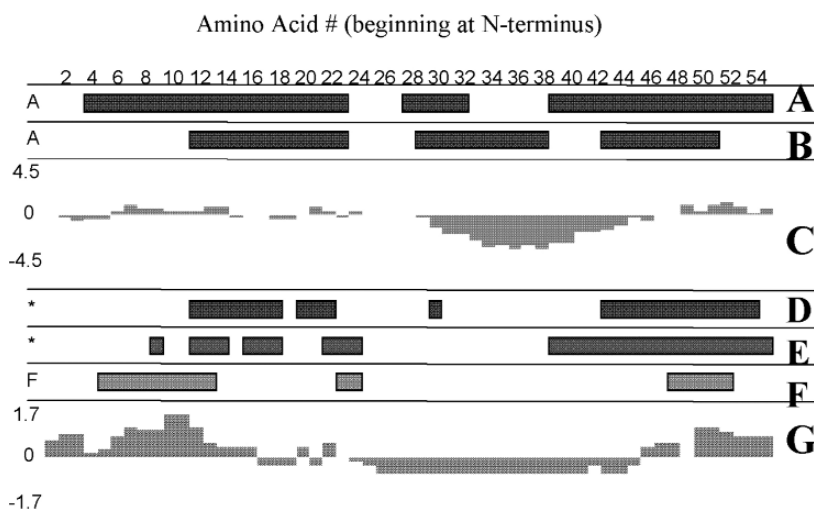 Amino Acid # (beginning at N-terminus)
2 4 6 8 10 12 14 16 18 20 22 24 26 28 30 32 34 36 38 40 42 44 46 48 50 52 54
A A
A B
4.5
0
-4.5 C
* D
* E
F F
1.7
0 G
-1.7